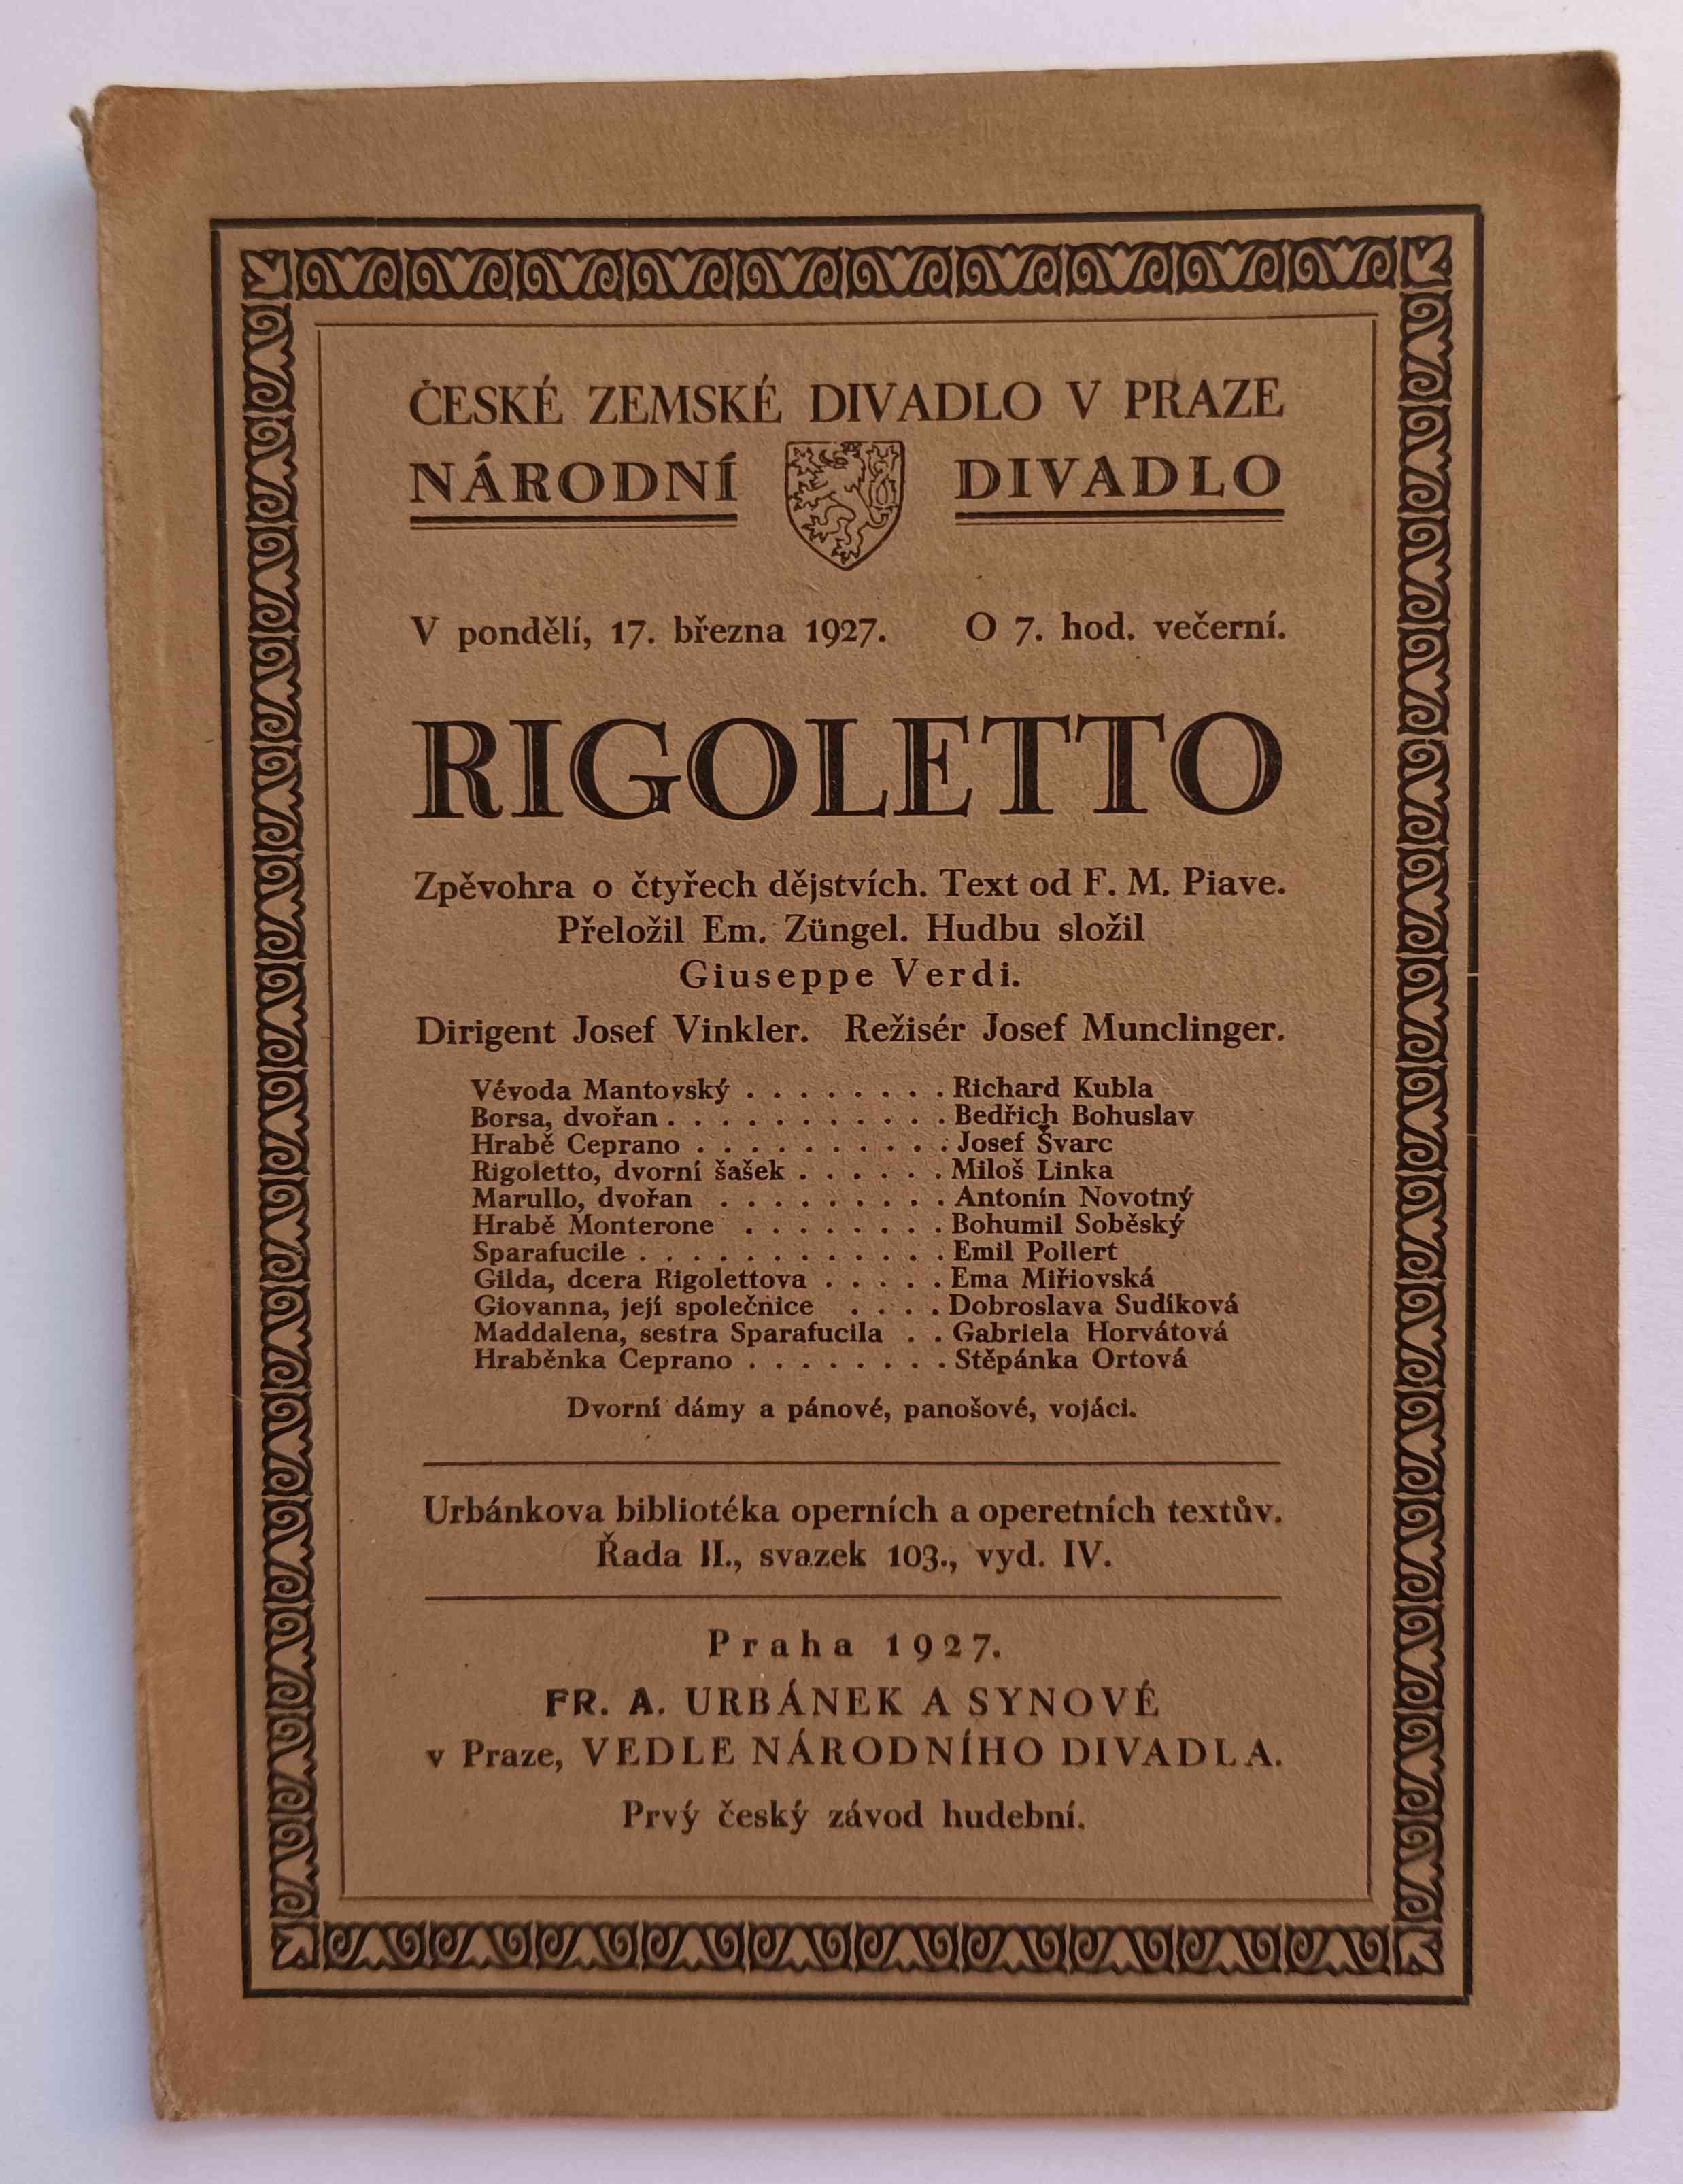 ČESKÉ ZEMSKÉ DIVADLO V PRAZE
NÁRODNÍ DIVADLO
V pondělí, 17. března 1927. O 7. hod. večerní.
RIGOLETTO
Zpěvohra o čtyřech dějstvích. Text od F. M. Piave.
Přeložil Em. Züngel. Hudbu složil
Giuseppe Verdi.
Dirigent Josef Vinkler. Režisér Josef Munclinger.
Vévoda Mantovský . . . . . . . . Richard Kubla
Borsa, dvořan . . . . . . . . . . . Bedřich Bohuslav
Hrabě Ceprano . . . . . . . . . . Josef Švarc
Rigoletto, dvorní šašek . . . . . . Miloš Linka
Marullo, dvořan . . . . . . . . . Antonín Novotný
Hrabě Monterone . . . . . . . . Bohumil Soběský
Sparafucile . . . . . . . . . . . . Emil Pollert
Gilda, dcera Rigolettova . . . . . Ema Miřiovská
Giovanna, její společnice . . . . Dobroslava Sudíková
Maddalena, sestra Sparafucila . . Gabriela Horvátová
Hraběnka Ceprano . . . . . . . . Stěpánka Ortová
Dvorní dámy a pánové, panošové, vojáci.
Urbánkova bibliotéka operních a operetních textův.
Řada II., svazek 103., vyd. IV.
Praha 1927.
FR. A. URBÁNEK A SYNOVÉ
v Praze, VEDLE NÁRODNÍHO DIVADLA.
Prvý český závod hudební.